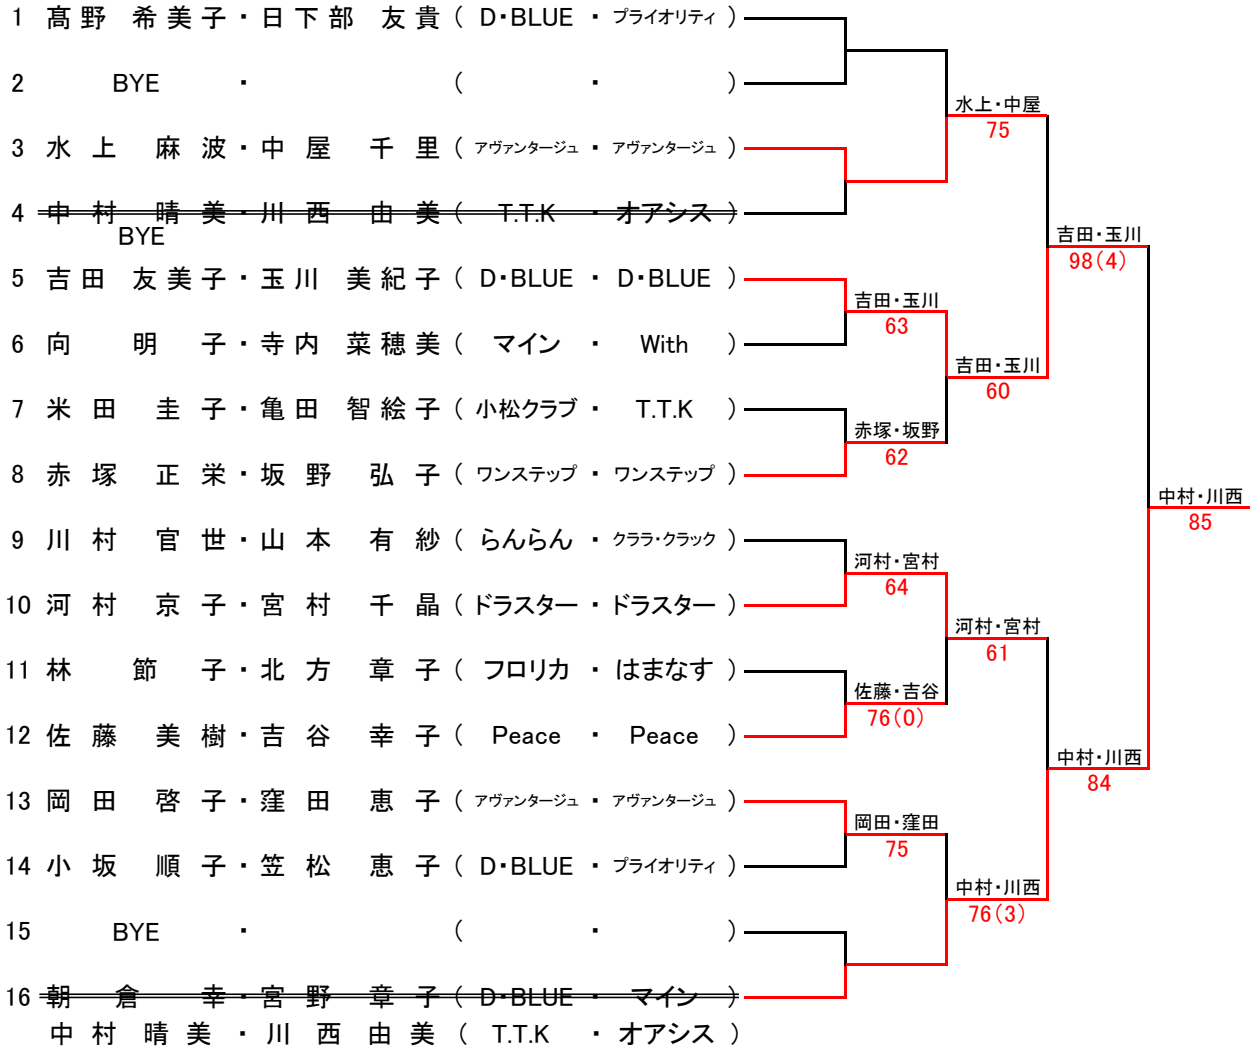 1 髙野 希美子・日下部 友貴（ D・BLUE ・ プライオリティ ）
2 BYE ・ （ ・ ）
水上・中屋
75
3 水上 麻波・中屋 千里（ アヴァンタージュ ・ アヴァンタージュ ）
4 中村 晴美・川西 由美（ T.T.K ・ オアシス ）
BYE
吉田・玉川
98(4)
5 吉田 友美子・玉川 美紀子（ D・BLUE ・ D・BLUE ）
吉田・玉川
63
6 向 明子・寺内 菜穂美（ マイン ・ With ）
吉田・玉川
60
7 米田 圭子・亀田 智絵子（ 小松クラブ ・ T.T.K ）
赤塚・坂野
62
8 赤塚 正栄・坂野 弘子（ ワンステップ ・ ワンステップ ）
中村・川西
85
9 川村 官世・山本 有紗（ らんらん ・ クララ・クラック ）
河村・宮村
64
10 河村 京子・宮村 千晶（ ドラスター ・ ドラスター ）
河村・宮村
61
11 林 節子・北方 章子（ フロリカ ・ はまなす ）
佐藤・吉谷
76(0)
12 佐藤 美樹・吉谷 幸子（ Peace ・ Peace ）
中村・川西
84
13 岡田 啓子・窪田 恵子（ アヴァンタージュ ・ アヴァンタージュ ）
岡田・窪田
75
14 小坂 順子・笠松 恵子（ D・BLUE ・ プライオリティ ）
中村・川西
76(3)
15 BYE ・ （ ・ ）
16 朝倉 幸・宮野 章子（ D・BLUE ・ マイン ）
中村晴美・川西由美（ T.T.K ・ オアシス ）